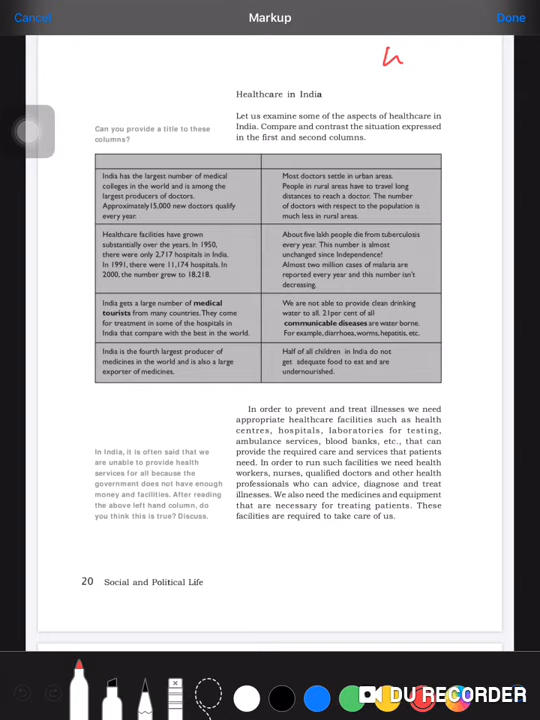 Cancel
Markup
Done
Healthcare in India
Let us examine some of the aspects of healthcare in
India. Compare and contrast the situation expressed
in the first and second columns.
Can you provide a title to these
columns?
India has the largest number of medical
colleges in the world and is among the
largest producers of doctors.
Approximately15,000 new doctors qualify
every year.
Most doctors settle in urban areas.
People in rural areas have to travel long
distances to reach a doctor. The number
of doctors with respect to the population is
much less in rural areas.
Healthcare facilities have grown
substantially over the years. In 1950,
there were only 2,717 hospitals in India.
In 1991, there were 11,174 hospitals. In
2000, the number grew to 18,218.
About five lakh people die from tuberculosis
every year. This number is almost
unchanged since Independence!
Almost two million cases of malaria are
reported every year and this number isn't
decreasing.
India gets a large number of medical
tourists from many countries. They come
for treatment in some of the hospitals in
India that compare with the best in the world.
We are not able to provide clean drinking
water to all. 21per cent of all
communicable diseases are water borne.
For example, diarrhoea, worms, hepatitis, etc.
India is the fourth largest producer of
medicines in the world and is also a large
exporter of medicines.
Half of all children in India do not
get adequate food to eat and are
undernourished.
In order to prevent and treat illnesses we need
appropriate healthcare facilities such as health
centres, hospitals, laboratories for testing,
ambulance services, blood banks, etc., that can
provide the required care and services that patients
need. In order to run such facilities we need health
workers, nurses, qualified doctors and other health
professionals who can advice, diagnose and treat
illnesses. We also need the medicines and equipment
that are necessary for treating patients. These
facilities are required to take care of us.
In India, it is often said that we
are unable to provide health
services for all because the
government does not have enough
money and facilities. After reading
the above left hand column, do
you think this is true? Discuss.
20 Social and Political Life
DU RECORDER